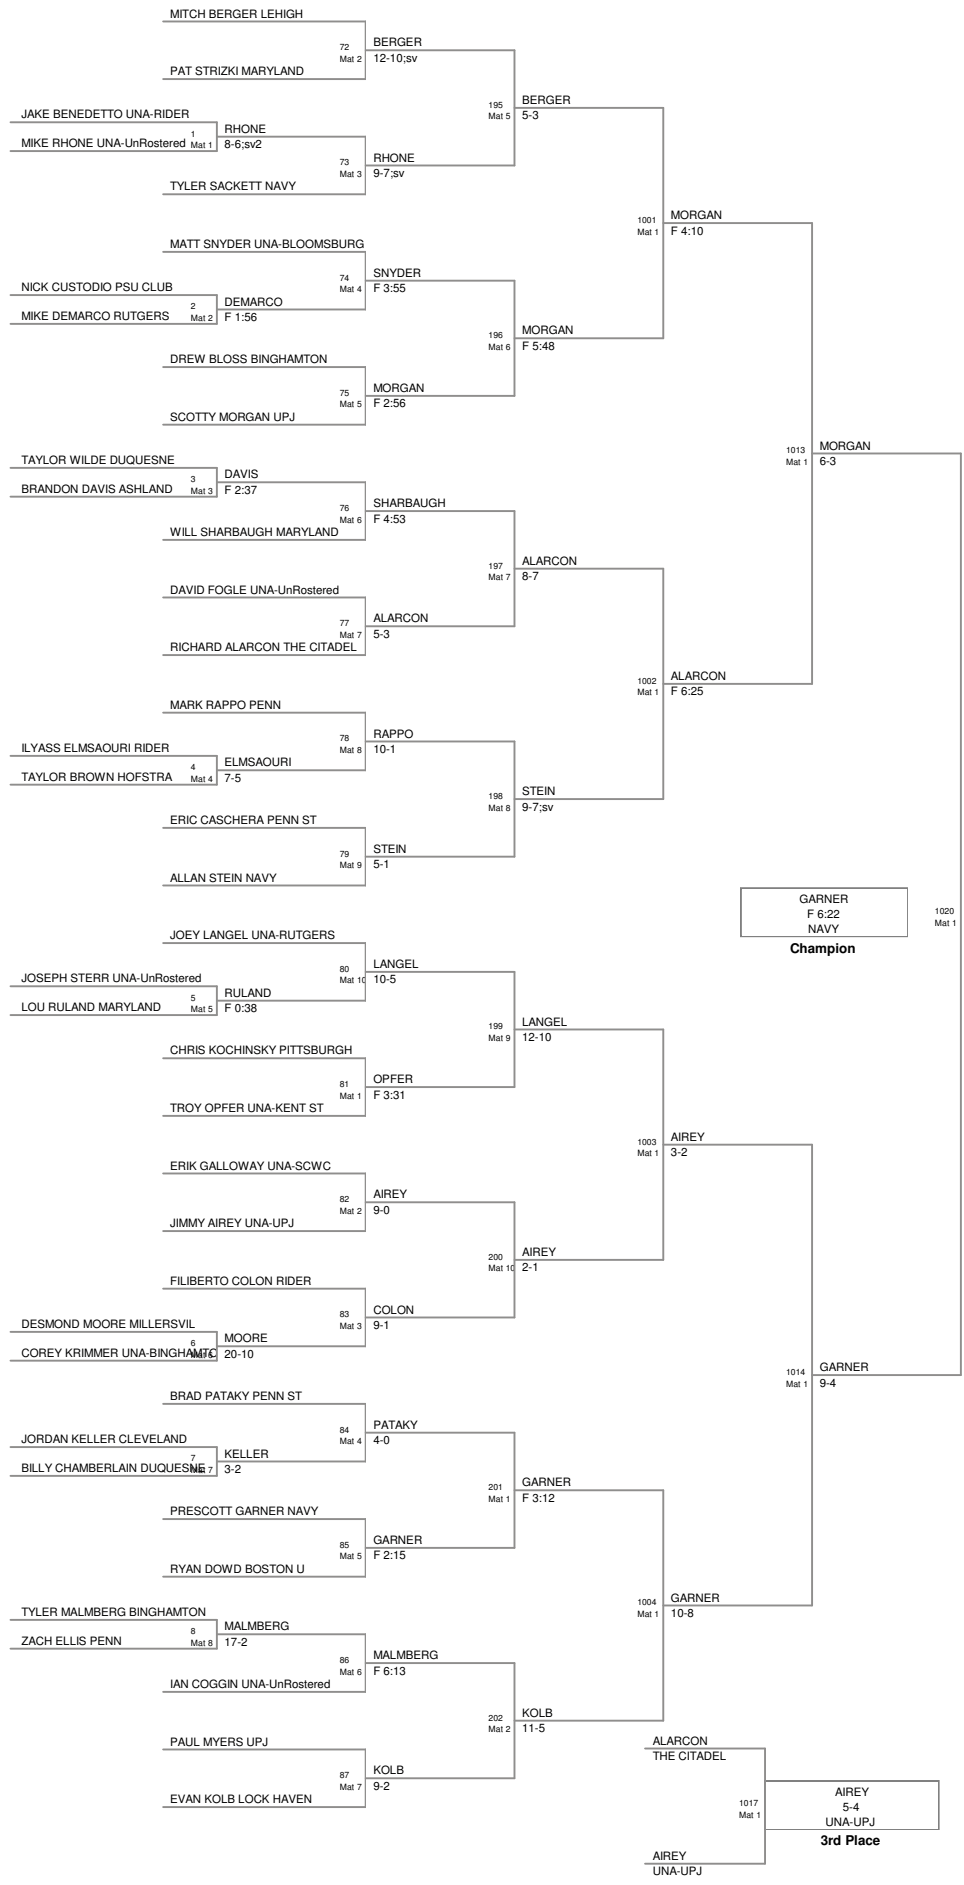 MITCH BERGER LEHIGH
72
Mat 2
BERGER
12-10;sv
PAT STRIZKI MARYLAND
195
Mat 5
BERGER
5-3
JAKE BENEDETTO UNA-RIDER
1
Mat 1
RHONE
8-6;sv2
MIKE RHONE UNA-UnRostered
73
Mat 3
RHONE
9-7;sv
TYLER SACKETT NAVY
1001
Mat 1
MORGAN
F 4:10
MATT SNYDER UNA-BLOOMSBURG
74
Mat 4
SNYDER
F 3:55
NICK CUSTODIO PSU CLUB
2
Mat 2
DEMARCO
F 1:56
MIKE DEMARCO RUTGERS
196
Mat 6
MORGAN
F 5:48
DREW BLOSS BINGHAMTON
75
Mat 5
MORGAN
F 2:56
SCOTTY MORGAN UPJ
1013
Mat 1
MORGAN
6-3
TAYLOR WILDE DUQUESNE
3
Mat 3
DAVIS
F 2:37
BRANDON DAVIS ASHLAND
76
Mat 6
SHARBAUGH
F 4:53
WILL SHARBAUGH MARYLAND
197
Mat 7
ALARCON
8-7
DAVID FOGLE UNA-UnRostered
77
Mat 7
ALARCON
5-3
RICHARD ALARCON THE CITADEL
1002
Mat 1
ALARCON
F 6:25
MARK RAPPO PENN
78
Mat 8
RAPPO
10-1
ILYASS ELMSAOURI RIDER
4
Mat 4
ELMSAOURI
7-5
TAYLOR BROWN HOFSTRA
198
Mat 8
STEIN
9-7;sv
ERIC CASCHERA PENN ST
79
Mat 9
STEIN
5-1
ALLAN STEIN NAVY
GARNER
F 6:22
NAVY
Champion
1020
Mat 1
JOEY LANGEL UNA-RUTGERS
80
Mat 10
LANGEL
10-5
JOSEPH STERR UNA-UnRostered
5
Mat 5
RULAND
F 0:38
LOU RULAND MARYLAND
199
Mat 9
LANGEL
12-10
CHRIS KOCHINSKY PITTSBURGH
81
Mat 1
OPFER
F 3:31
TROY OPFER UNA-KENT ST
1003
Mat 1
AIREY
3-2
ERIK GALLOWAY UNA-SCWC
82
Mat 2
AIREY
9-0
JIMMY AIREY UNA-UPJ
200
Mat 10
AIREY
2-1
FILIBERTO COLON RIDER
83
Mat 3
COLON
9-1
DESMOND MOORE MILLERSVIL
6
MOORE
20-10
COREY KRIMMER UNA-BINGHAMTO
1014
Mat 1
GARNER
9-4
BRAD PATAKY PENN ST
84
Mat 4
PATAKY
4-0
JORDAN KELLER CLEVELAND
7
Mat 7
KELLER
3-2
BILLY CHAMBERLAIN DUQUESNE
201
Mat 1
GARNER
F 3:12
PRESCOTT GARNER NAVY
85
Mat 5
GARNER
F 2:15
RYAN DOWD BOSTON U
1004
Mat 1
GARNER
10-8
TYLER MALMBERG BINGHAMTON
8
Mat 8
MALMBERG
17-2
ZACH ELLIS PENN
86
Mat 6
MALMBERG
F 6:13
IAN COGGIN UNA-UnRostered
202
Mat 2
KOLB
11-5
PAUL MYERS UPJ
87
Mat 7
KOLB
9-2
EVAN KOLB LOCK HAVEN
ALARCON
THE CITADEL
1017
Mat 1
AIREY
5-4
UNA-UPJ
3rd Place
AIREY
UNA-UPJ